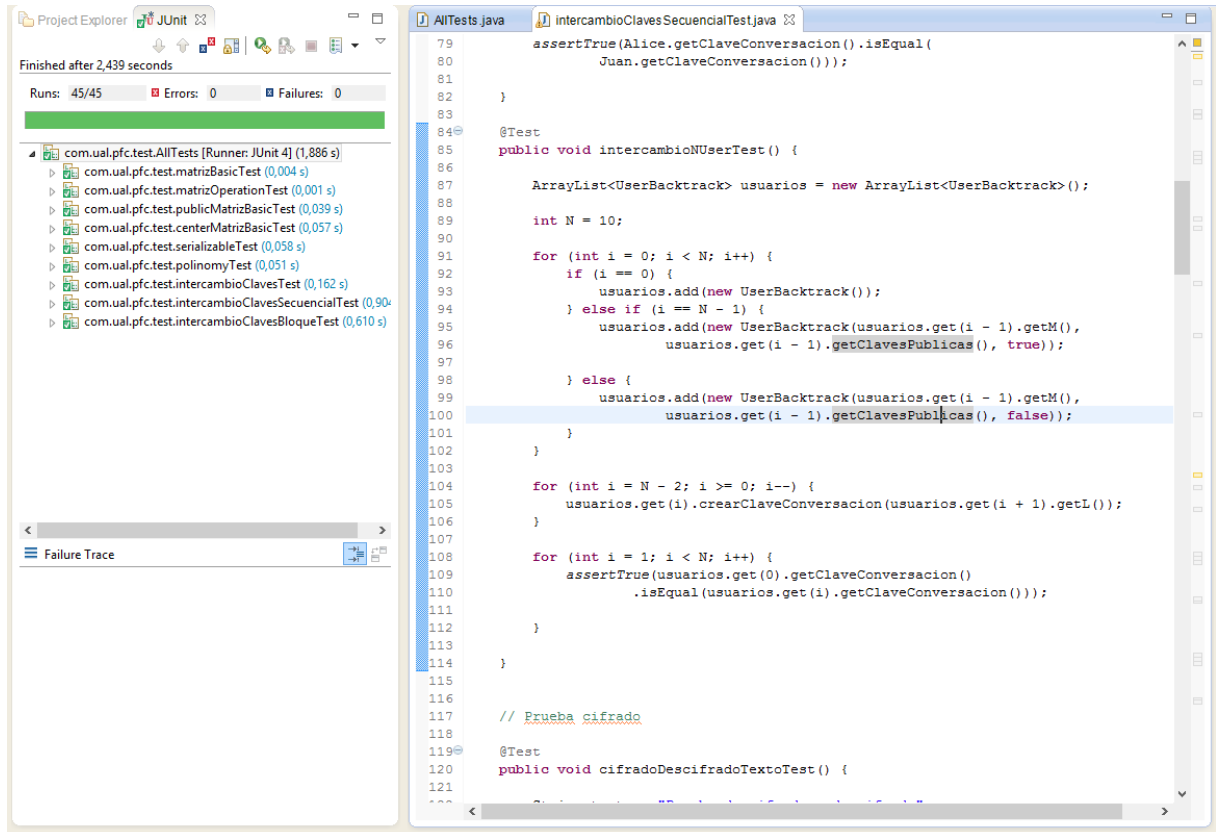 Project Explorer JUnit
Finished after 2,439 seconds
Runs: 45/45 Errors: 0 Failures: 0
com.ual.pfc.test.AllTests [Runner: JUnit 4] (1,886 s)
com.ual.pfc.test.matrizBasicTest (0,004 s)
com.ual.pfc.test.matrizOperationTest (0,001 s)
com.ual.pfc.test.publicMatrizBasicTest (0,039 s)
com.ual.pfc.test.centerMatrizBasicTest (0,057 s)
com.ual.pfc.test.serializableTest (0,058 s)
com.ual.pfc.test.polinomyTest (0,051 s)
com.ual.pfc.test.intercambioClavesTest (0,162 s)
com.ual.pfc.test.intercambioClavesSecuencialTest (0,904
com.ual.pfc.test.intercambioClavesBloqueTest (0,610 s)
Failure Trace
AllTests.java intercambioClavesSecuencialTest.java
79 assertTrue(Alice.getClaveConversacion().isEqual(
80 Juan.getClaveConversacion()));
81
82 }
83
84 @Test
85 public void intercambioNUserTest() {
86
87 ArrayList<UserBacktrack> usuarios = new ArrayList<UserBacktrack>();
88
89 int N = 10;
90
91 for (int i = 0; i < N; i++) {
92 if (i == 0) {
93 usuarios.add(new UserBacktrack());
94 } else if (i == N - 1) {
95 usuarios.add(new UserBacktrack(usuarios.get(i - 1).getM(),
96 usuarios.get(i - 1).getClavesPublicas(), true));
97
98 } else {
99 usuarios.add(new UserBacktrack(usuarios.get(i - 1).getM(),
100 usuarios.get(i - 1).getClavesPublicas(), false));
101 }
102 }
103
104 for (int i = N - 2; i >= 0; i--) {
105 usuarios.get(i).crearClaveConversacion(usuarios.get(i + 1).getL());
106 }
107
108 for (int i = 1; i < N; i++) {
109 assertTrue(usuarios.get(0).getClaveConversacion()
110 .isEqual(usuarios.get(i).getClaveConversacion()));
111
112 }
113
114 }
115
116
117 // Prueba cifrado
118
119 @Test
120 public void cifradoDescifradoTextoTest() {
121